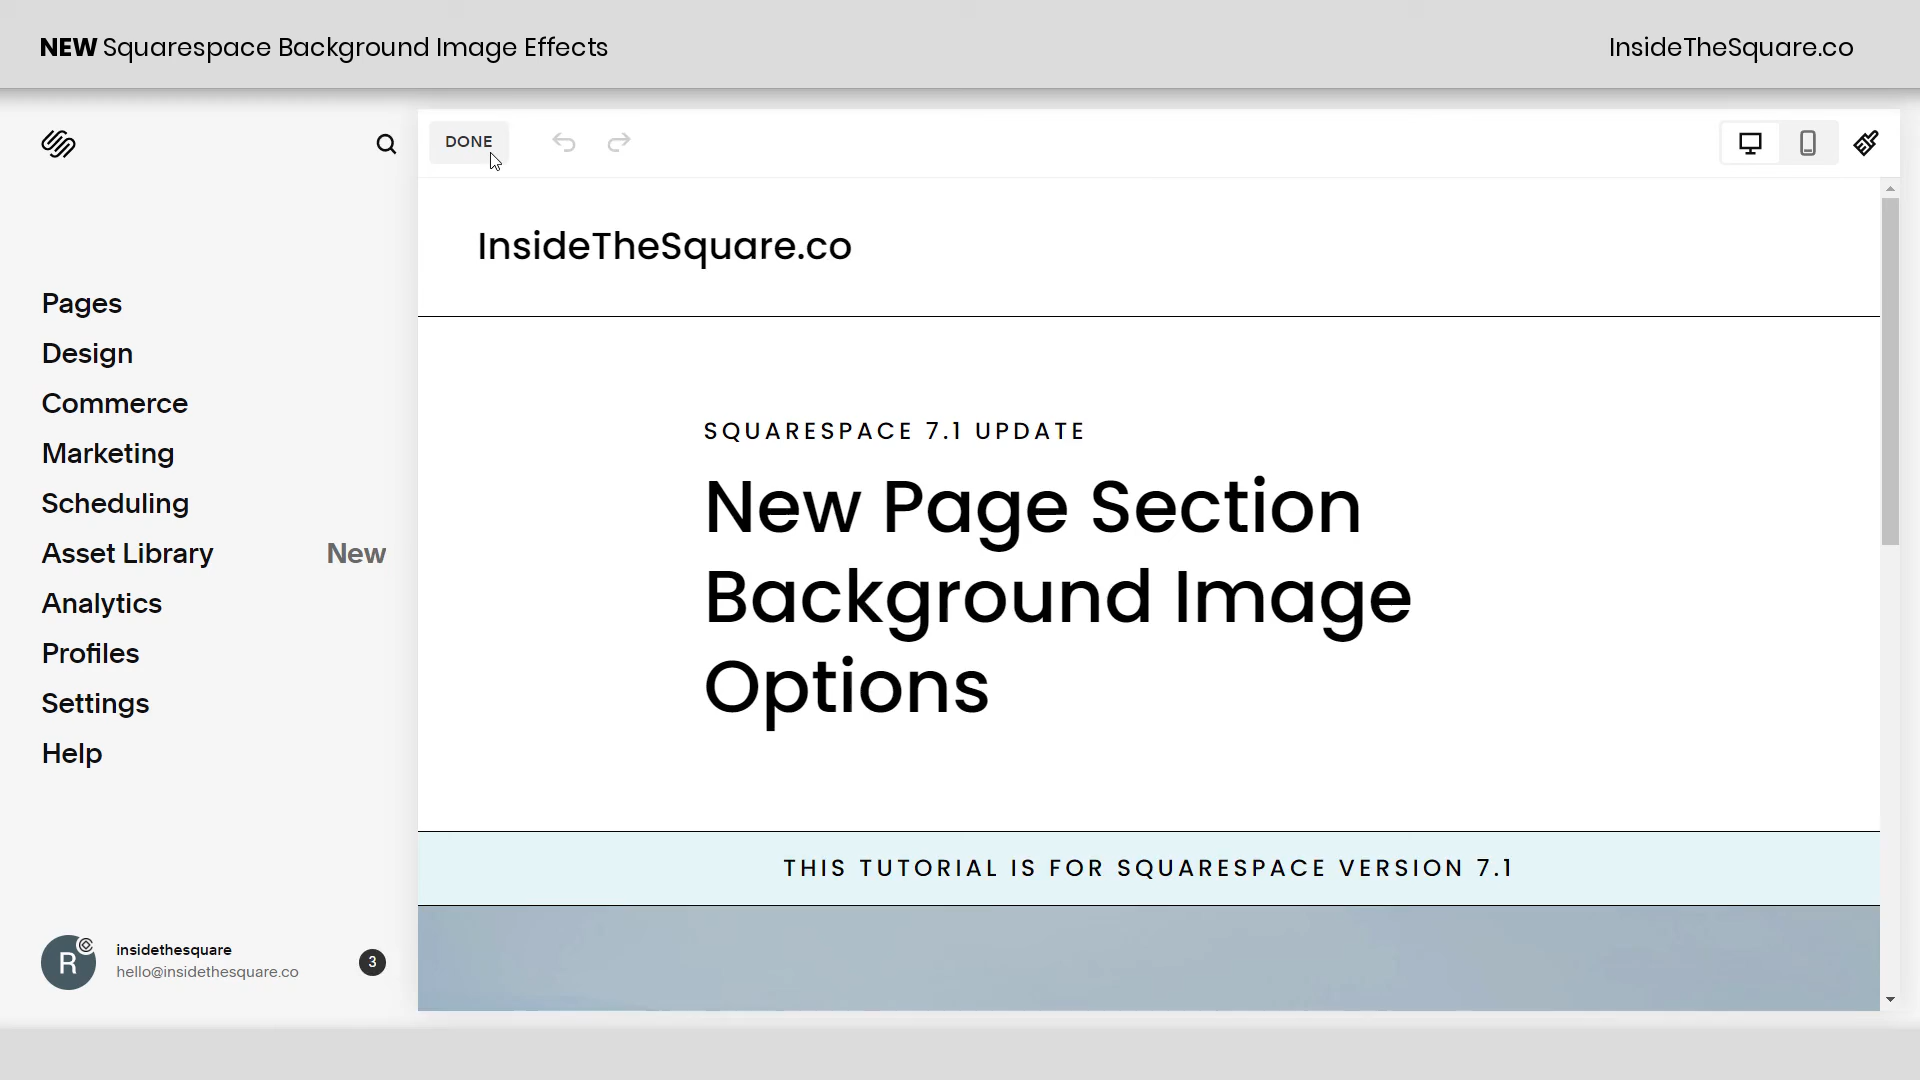 NEW Squarespace Background Image Effects
InsideTheSquare.co
DONE
InsideTheSquare.co
Pages
Design
Commerce
Marketing
Scheduling
Asset Library New
Analytics
Profiles
Settings
Help
SQUARESPACE 7.1 UPDATE
New Page Section
Background Image
Options
THIS TUTORIAL IS FOR SQUARESPACE VERSION 7.1
R
insidethesquare
hello@insidethesquare.co
3